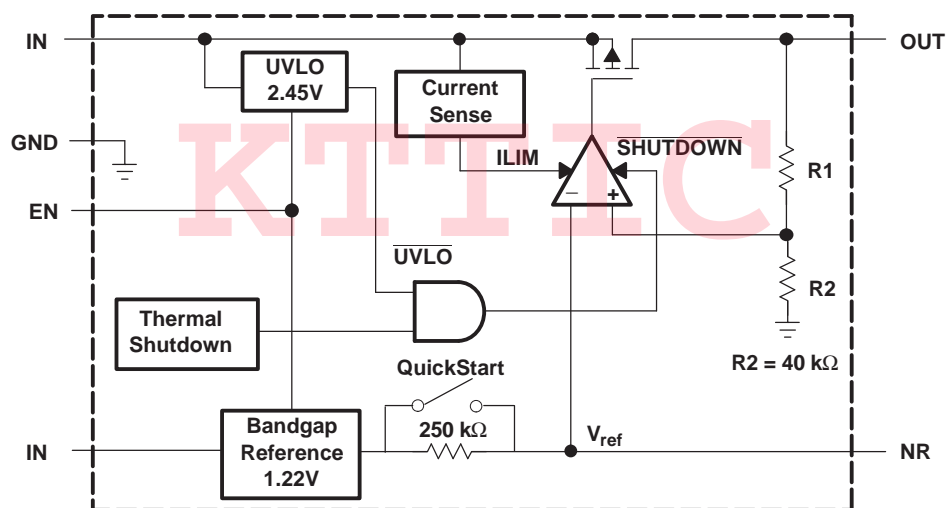 IN
OUT
UVLO
2.45V
Current
Sense
GND
KTTIC
ILIM
SHUTDOWN
R1
EN
− +
UVLO
R2
Thermal
Shutdown
R2 = 40 kΩ
QuickStart
250 kΩ
IN
Bandgap
Reference
1.22V
Vref
NR